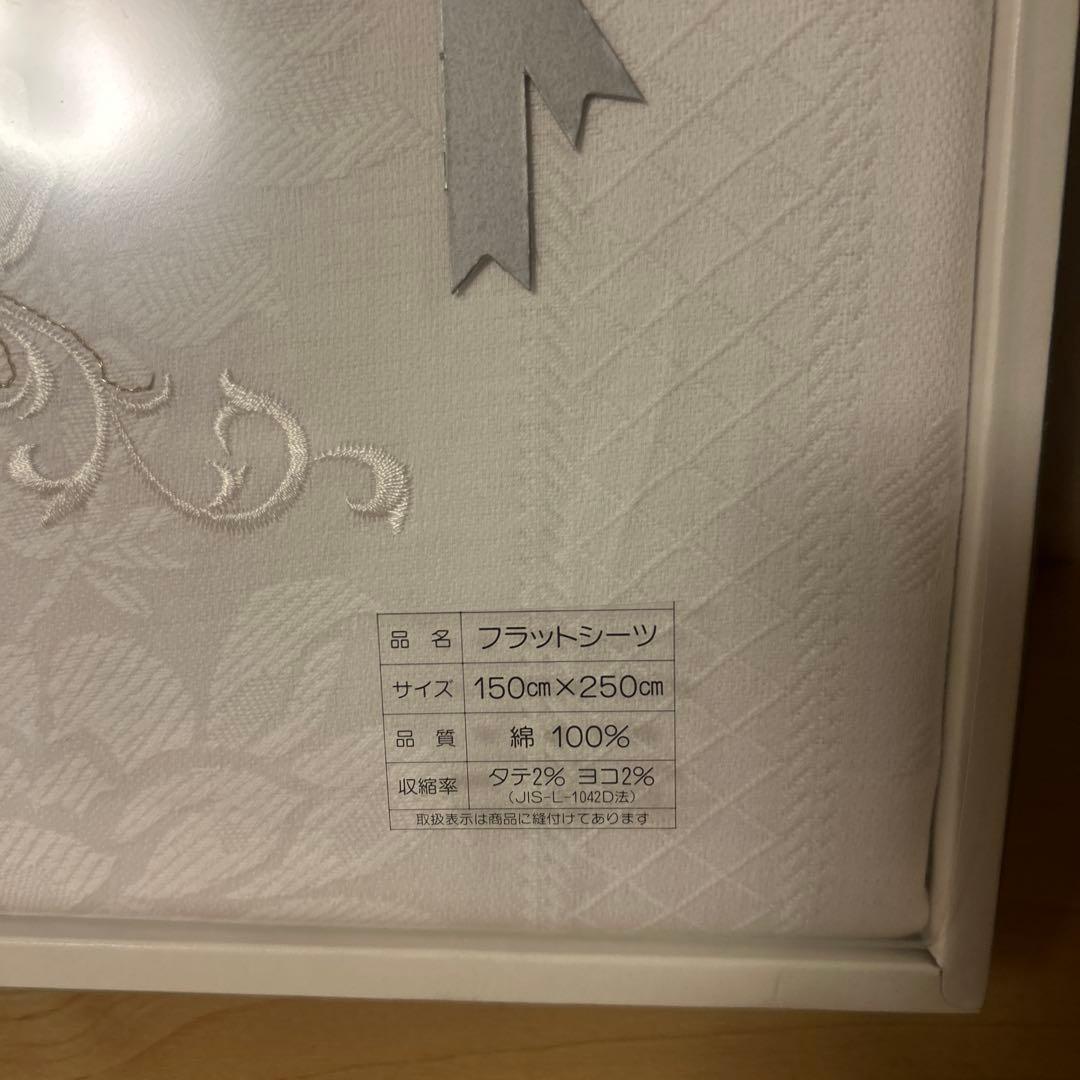 品 名 フラットシーツ
サイズ 150㎝×250㎝
品 質 綿 100%
収縮率 タテ2% ヨコ2%
(JIS-L-1042D法)
取扱表示は商品に縫付けてあります